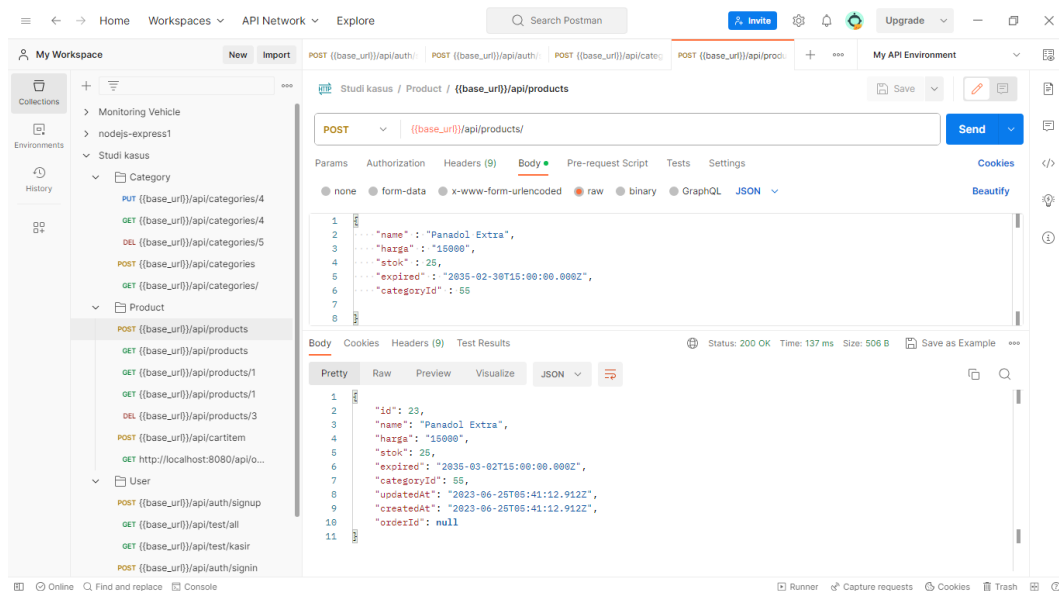 Home Workspaces API Network Explore Search Postman Invite Upgrade
My Workspace New Import POST {{base_url}}/api/auth/ POST {{base_url}}/api/auth/ POST {{base_url}}/api/categ POST {{base_url}}/api/produ My API Environment
Collections
Environments
History
Monitoring Vehicle
nodejs-express1
Studi kasus
Category
PUT {{base_url}}/api/categories/4
GET {{base_url}}/api/categories/4
DEL {{base_url}}/api/categories/5
POST {{base_url}}/api/categories
GET {{base_url}}/api/categories/
Product
POST {{base_url}}/api/products
GET {{base_url}}/api/products
GET {{base_url}}/api/products/1
GET {{base_url}}/api/products/1
DEL {{base_url}}/api/products/3
POST {{base_url}}/api/cartitem
GET http://localhost:8080/api/o...
User
POST {{base_url}}/api/auth/signup
GET {{base_url}}/api/test/all
GET {{base_url}}/api/test/kasir
POST {{base_url}}/api/auth/signin
HTTP Studi kasus / Product / {{base_url}}/api/products Save
POST {{base_url}}/api/products/ Send
Params Authorization Headers (9) Body Pre-request Script Tests Settings Cookies
none form-data x-www-form-urlencoded raw binary GraphQL JSON Beautify
1 {
2 "name" : "Panadol Extra",
3 "harga" : "15000",
4 "stok" : 25,
5 "expired" : "2035-02-30T15:00:00.000Z",
6 "categoryId" : 55
7
8 }
Body Cookies Headers (9) Test Results Status: 200 OK Time: 137 ms Size: 506 B Save as Example
Pretty Raw Preview Visualize JSON
1 {
2 "id": 23,
3 "name": "Panadol Extra",
4 "harga": "15000",
5 "stok": 25,
6 "expired": "2035-03-02T15:00:00.000Z",
7 "categoryId": 55,
8 "updatedAt": "2023-06-25T05:41:12.912Z",
9 "createdAt": "2023-06-25T05:41:12.912Z",
10 "orderId": null
11 }
Online Find and replace Console Runner Capture requests Cookies Trash